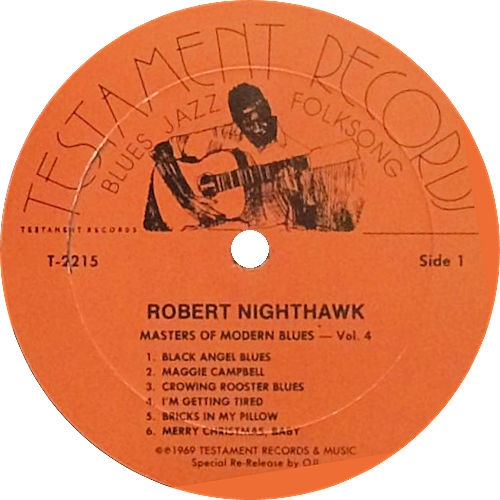 TESTAMENT RECORDS
BLUES JAZZ FOLKSONG
TESTAMENT RECORDS
T-2215 Side 1
ROBERT NIGHTHAWK
MASTERS OF MODERN BLUES — Vol. 4
1. BLACK ANGEL BLUES
2. MAGGIE CAMPBELL
3. CROWING ROOSTER BLUES
4. I'M GETTING TIRED
5. BRICKS IN MY PILLOW
6. MERRY CHRISTMAS, BABY
©℗1969 TESTAMENT RECORDS & MUSIC
Special Re-Release by